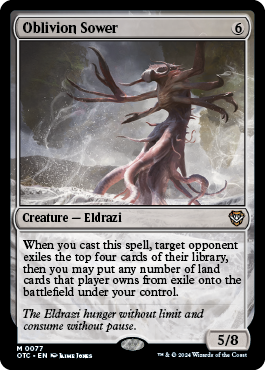 Oblivion Sower 6
Creature — Eldrazi
When you cast this spell, target opponent
exiles the top four cards of their library,
then you may put any number of land
cards that player owns from exile onto the
battlefield under your control.
The Eldrazi hunger without limit and
consume without pause.
5/8
M 0077
OTC • EN Jaime Jones
™ & © 2024 Wizards of the Coast